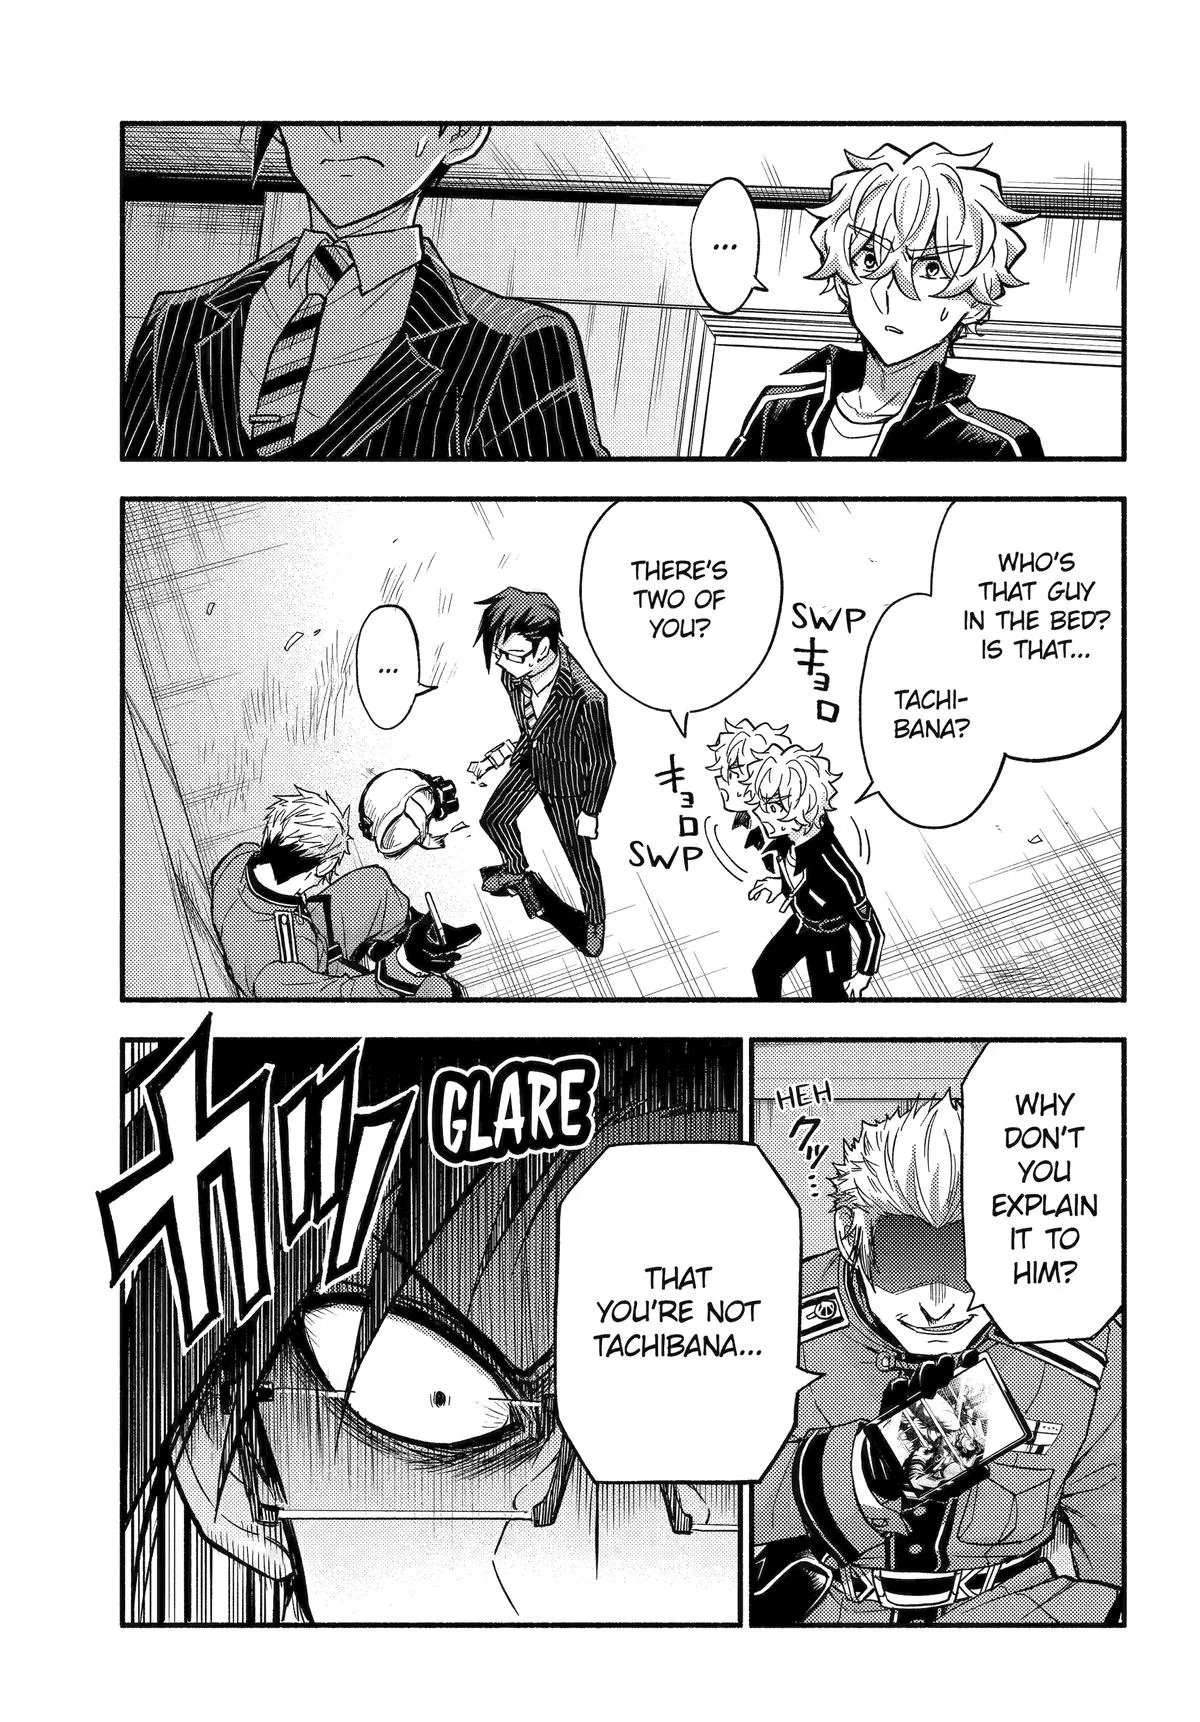 ...
WHO'S
THAT GUY
IN THE BED?
IS THAT...
TACHI-
BANA?
SWP
キョロ
THERE'S
TWO OF
YOU?
キョロ
SWP
...
WHY
DON'T
YOU
EXPLAIN
IT TO
HIM?
HEH
クッ...
THAT
YOU'RE NOT
TACHIBANA...
GLARE
カッ